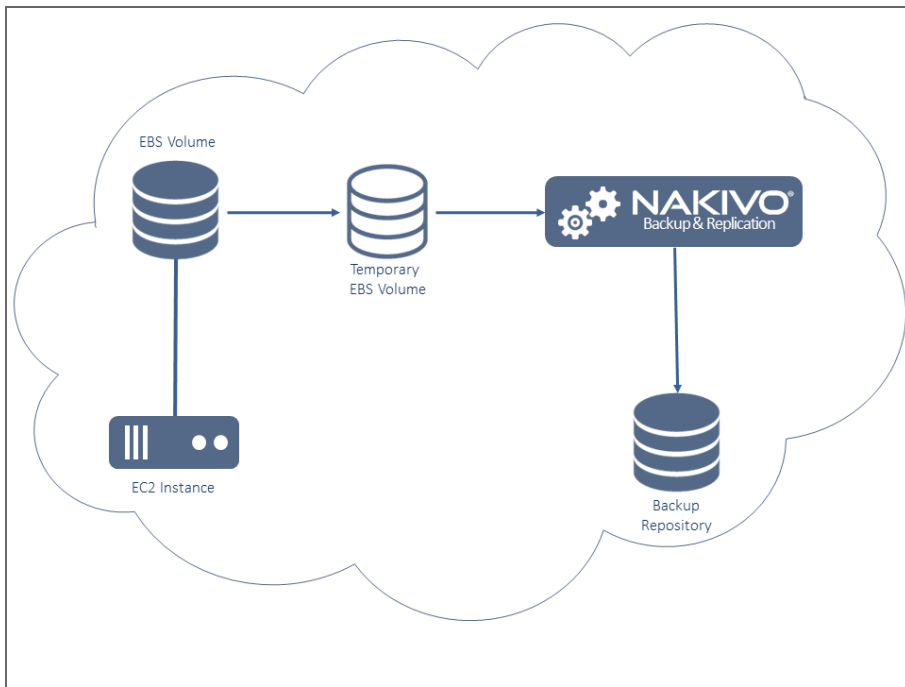 EBS Volume
NAKIVO®
Backup & Replication
Temporary
EBS Volume
EC2 Instance
Backup
Repository